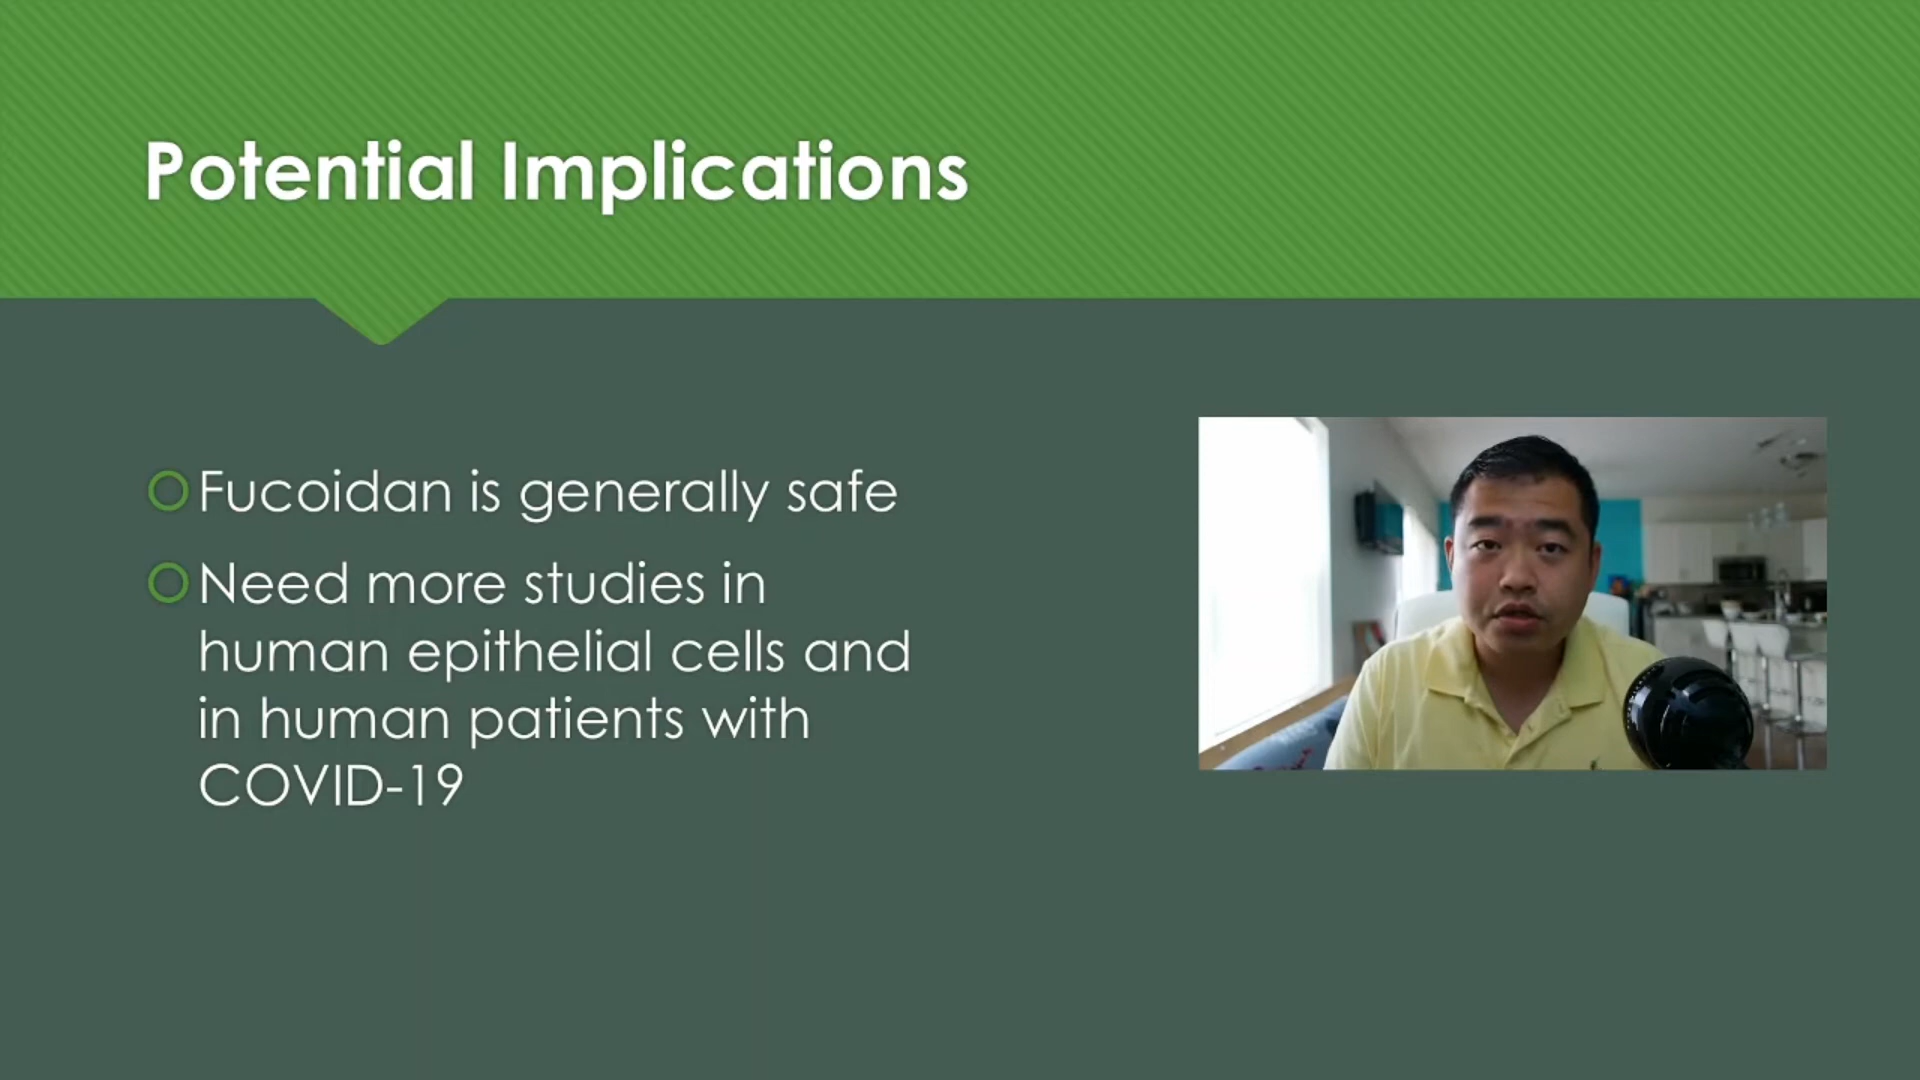 Potential Implications
Fucoidan is generally safe
Need more studies in
human epithelial cells and
in human patients with
COVID-19